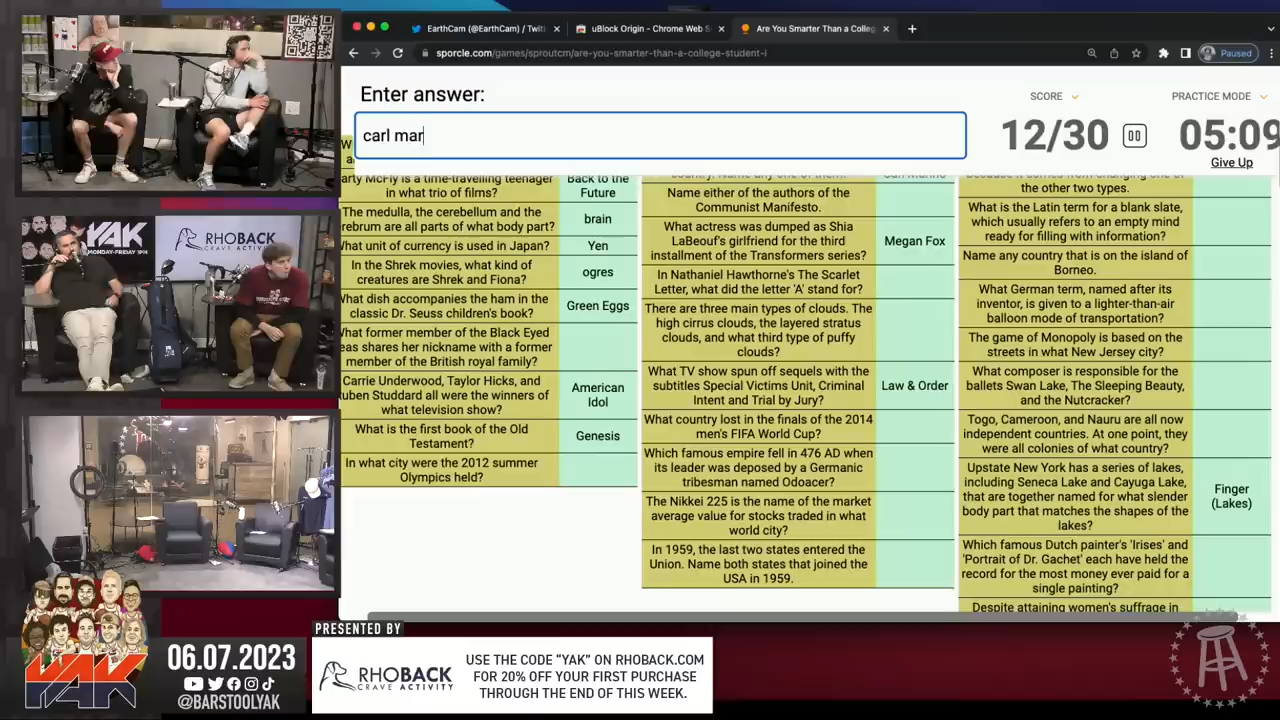 EarthCam (@EarthCam) / Twit
uBlock Origin - Chrome Web S
Are You Smarter Than a Colleg
sporcle.com/games/sproutcm/are-you-smarter-than-a-college-student-i
Paused
Enter answer:
carl mar
SCORE
PRACTICE MODE
12/30
05:09
Give Up
arty McFly is a time-travelling teenager
in what trio of films?
Back to the
Future
The medulla, the cerebellum and the
rebrum are all parts of what body part?
brain
What unit of currency is used in Japan?
Yen
In the Shrek movies, what kind of
creatures are Shrek and Fiona?
ogres
What dish accompanies the ham in the
classic Dr. Seuss children's book?
Green Eggs
What former member of the Black Eyed
eas shares her nickname with a former
member of the British royal family?
Carrie Underwood, Taylor Hicks, and
uben Studdard all were the winners of
what television show?
American
Idol
What is the first book of the Old
Testament?
Genesis
In what city were the 2012 summer
Olympics held?
country. Name any one of them.
San Marino
Name either of the authors of the
Communist Manifesto.
What actress was dumped as Shia
LaBeouf's girlfriend for the third
installment of the Transformers series?
Megan Fox
In Nathaniel Hawthorne's The Scarlet
Letter, what did the letter 'A' stand for?
There are three main types of clouds. The
high cirrus clouds, the layered stratus
clouds, and what third type of puffy
clouds?
What TV show spun off sequels with the
subtitles Special Victims Unit, Criminal
Intent and Trial by Jury?
Law & Order
What country lost in the finals of the 2014
men's FIFA World Cup?
Which famous empire fell in 476 AD when
its leader was deposed by a Germanic
tribesman named Odoacer?
The Nikkei 225 is the name of the market
average value for stocks traded in what
world city?
In 1959, the last two states entered the
Union. Name both states that joined the
USA in 1959.
because it comes from changing one of
the other two types.
What is the Latin term for a blank slate,
which usually refers to an empty mind
ready for filling with information?
Name any country that is on the island of
Borneo.
What German term, named after its
inventor, is given to a lighter-than-air
balloon mode of transportation?
The game of Monopoly is based on the
streets in what New Jersey city?
What composer is responsible for the
ballets Swan Lake, The Sleeping Beauty,
and the Nutcracker?
Togo, Cameroon, and Nauru are all now
independent countries. At one point, they
were all colonies of what country?
Upstate New York has a series of lakes,
including Seneca Lake and Cayuga Lake,
that are together named for what slender
body part that matches the shapes of the
lakes?
Finger
(Lakes)
Which famous Dutch painter's 'Irises' and
'Portrait of Dr. Gachet' each have held the
record for the most money ever paid for a
single painting?
Despite attaining women's suffrage in
YAK
MONDAY-FRIDAY 1PM
RHOBACK
CRAVE ACTIVITY
YAK
06.07.2023
@BARSTOOLYAK
PRESENTED BY
RHOBACK
CRAVE ACTIVITY
USE THE CODE "YAK" ON RHOBACK.COM
FOR 20% OFF YOUR FIRST PURCHASE
THROUGH THE END OF THIS WEEK.